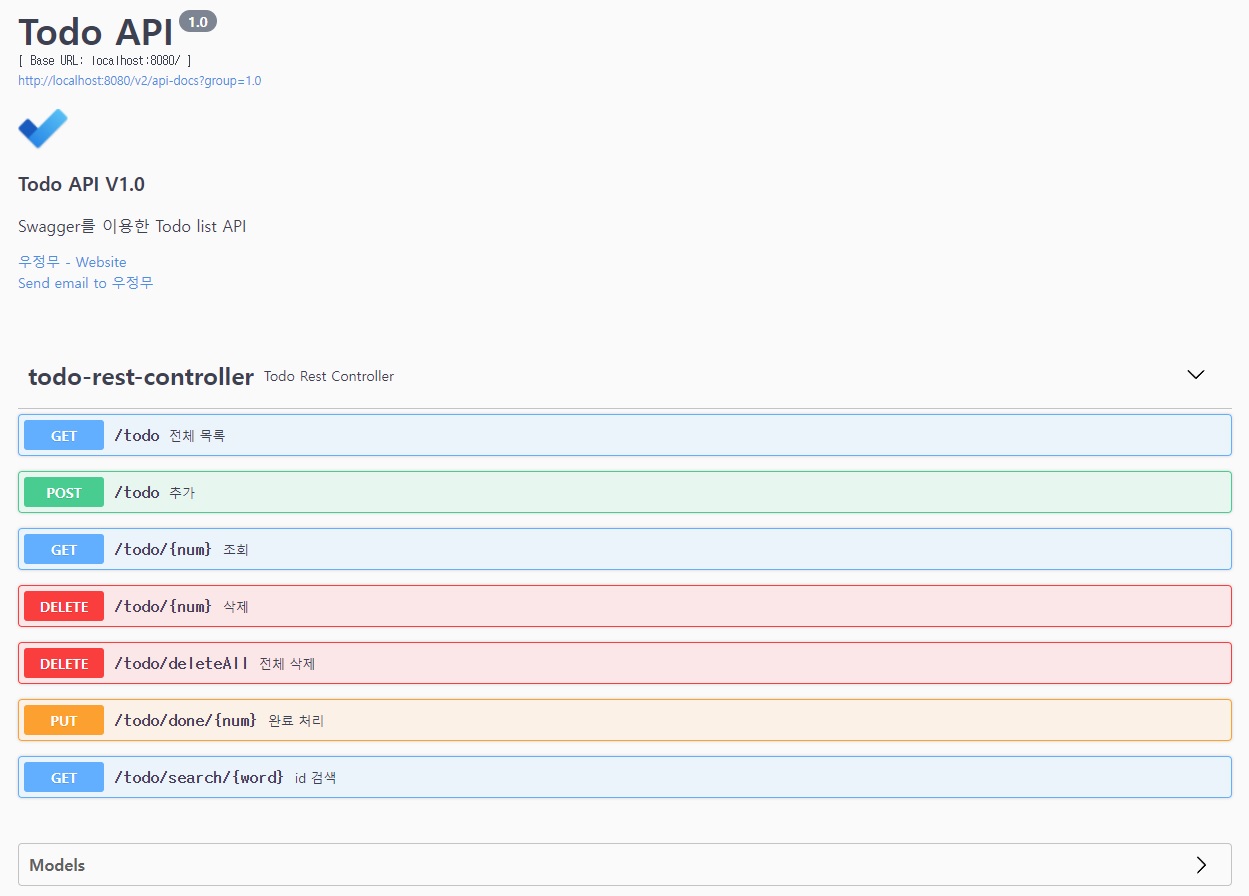 Todo API 1.0
[ Base URL: localhost:8080/ ]
http://localhost:8080/v2/api-docs?group=1.0
Todo API V1.0
Swagger를 이용한 Todo list API
우정무 - Website
Send email to 우정무
todo-rest-controller Todo Rest Controller
GET /todo 전체 목록
POST /todo 추가
GET /todo/{num} 조회
DELETE /todo/{num} 삭제
DELETE /todo/deleteAll 전체 삭제
PUT /todo/done/{num} 완료 처리
GET /todo/search/{word} id 검색
Models